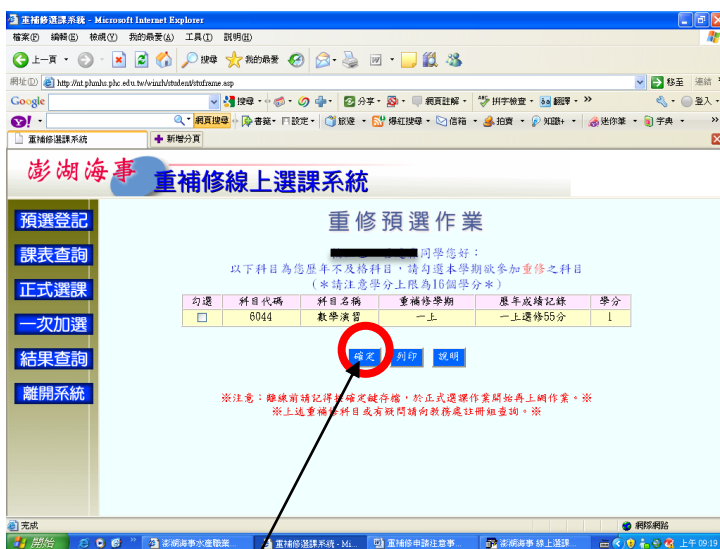 重補修選課系統 - Microsoft Internet Explorer
檔案(F) 編輯(E) 檢視(V) 我的最愛(A) 工具(T) 說明(H)
上一頁 搜尋 我的最愛
網址(D) http://nt.phmhs.phc.edu.tw/winzh/student/stuframe.asp 移至 連結
Google 搜尋 分享 網頁註解 拼字檢查 翻譯 » 登入
網頁搜尋 書籤 設定 旅遊 爆紅搜尋 信箱 拍賣 知識+ 迷你筆 字典 »
重補修選課系統 新增分頁
澎湖海事 重補修線上選課系統
預選登記
課表查詢
正式選課
一次加選
結果查詢
離開系統
重修預選作業
同學您好：
以下科目為您歷年不及格科目，請勾選本學期欲參加重修之科目
(＊請注意學分上限為16個學分＊)
勾選 科目代碼 科目名稱 重補修學期 歷年成績記錄 學分
6044 數學演習 一上 一上選修55分 1
確定 列印 說明
※注意：離線前請記得按確定鍵存檔，於正式選課作業開始再上網作業。※
※上述重補修科目或有疑問請向教務處註冊組查詢。※
完成 網際網路
開始 » 澎湖海事水產職業... 重補修選課系統 - Mi... 重補修申請注意事... 澎湖海事 線上選課... 上午 09:19